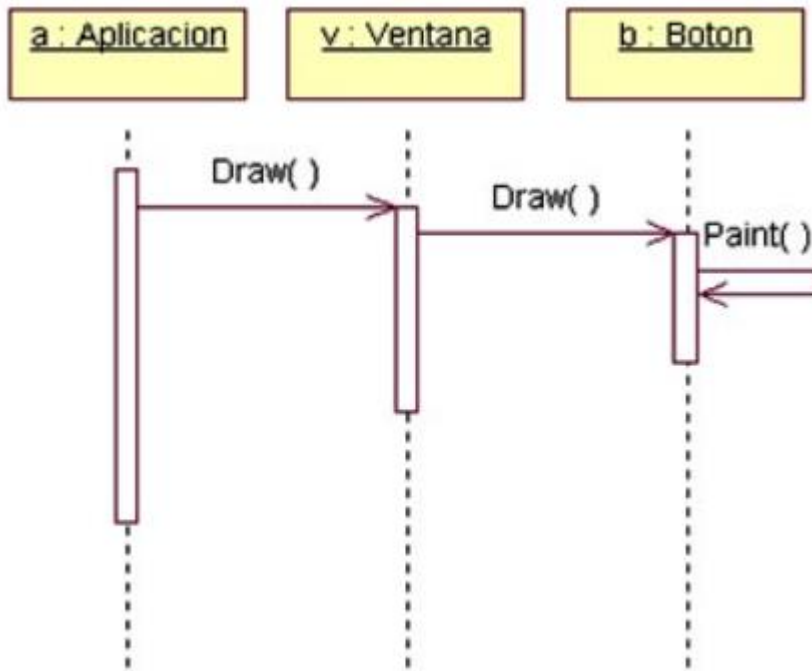 a : Aplicacion
v : Ventana
b : Boton
Draw( )
Draw( )
Paint( )